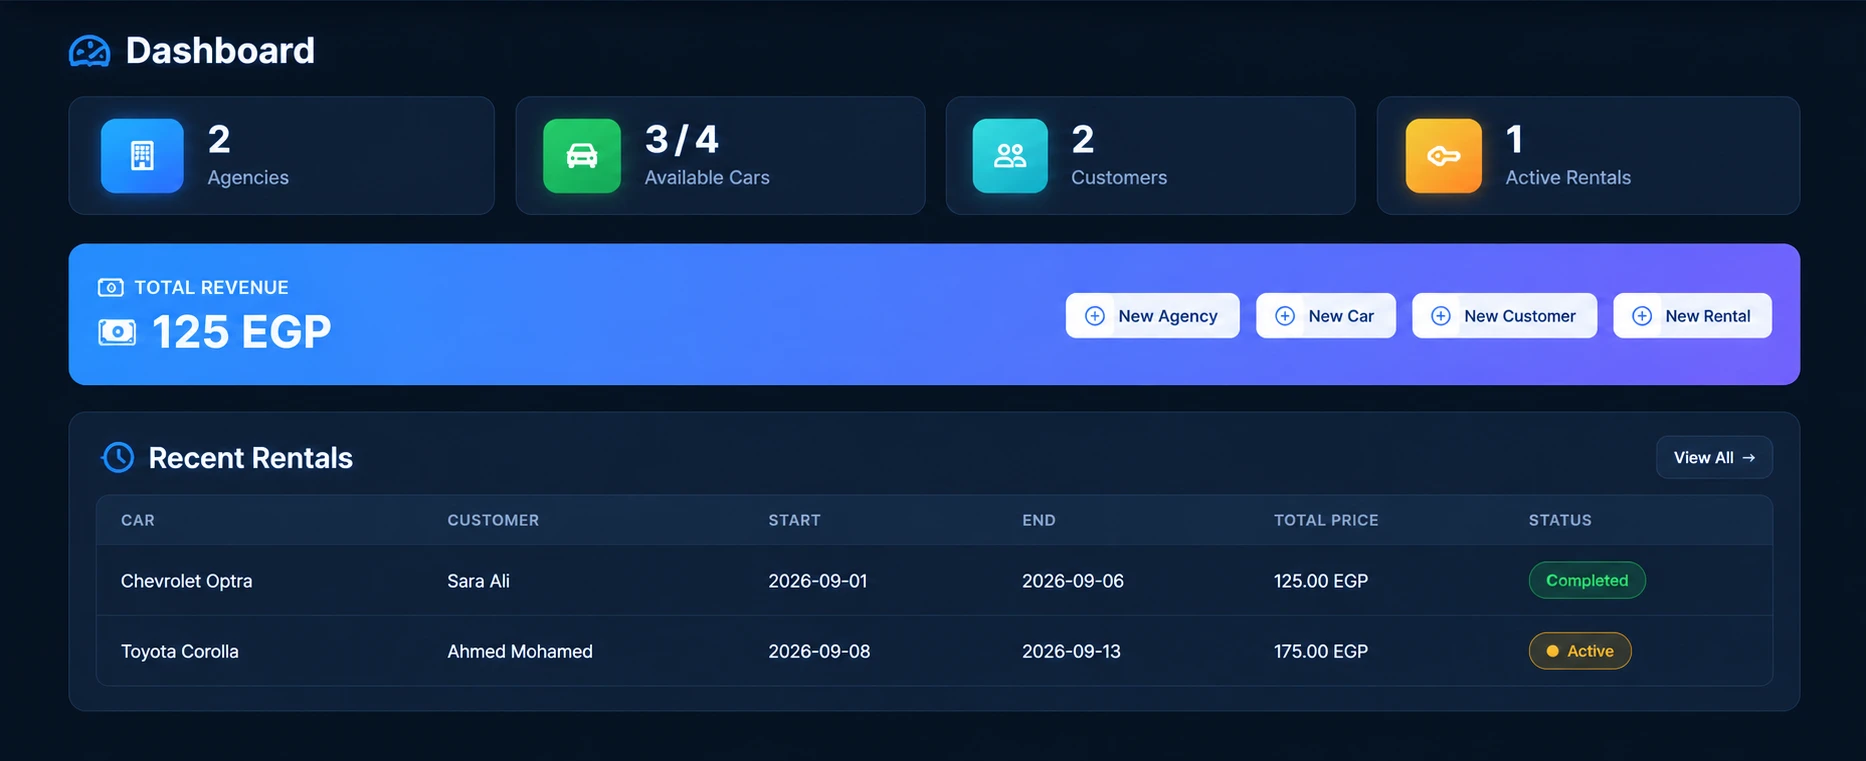 Dashboard
2
Agencies
3 / 4
Available Cars
2
Customers
1
Active Rentals
TOTAL REVENUE
125 EGP
New Agency
New Car
New Customer
New Rental
Recent Rentals
View All →
CAR CUSTOMER START END TOTAL PRICE STATUS
Chevrolet Optra Sara Ali 2026-09-01 2026-09-06 125.00 EGP Completed
Toyota Corolla Ahmed Mohamed 2026-09-08 2026-09-13 175.00 EGP Active